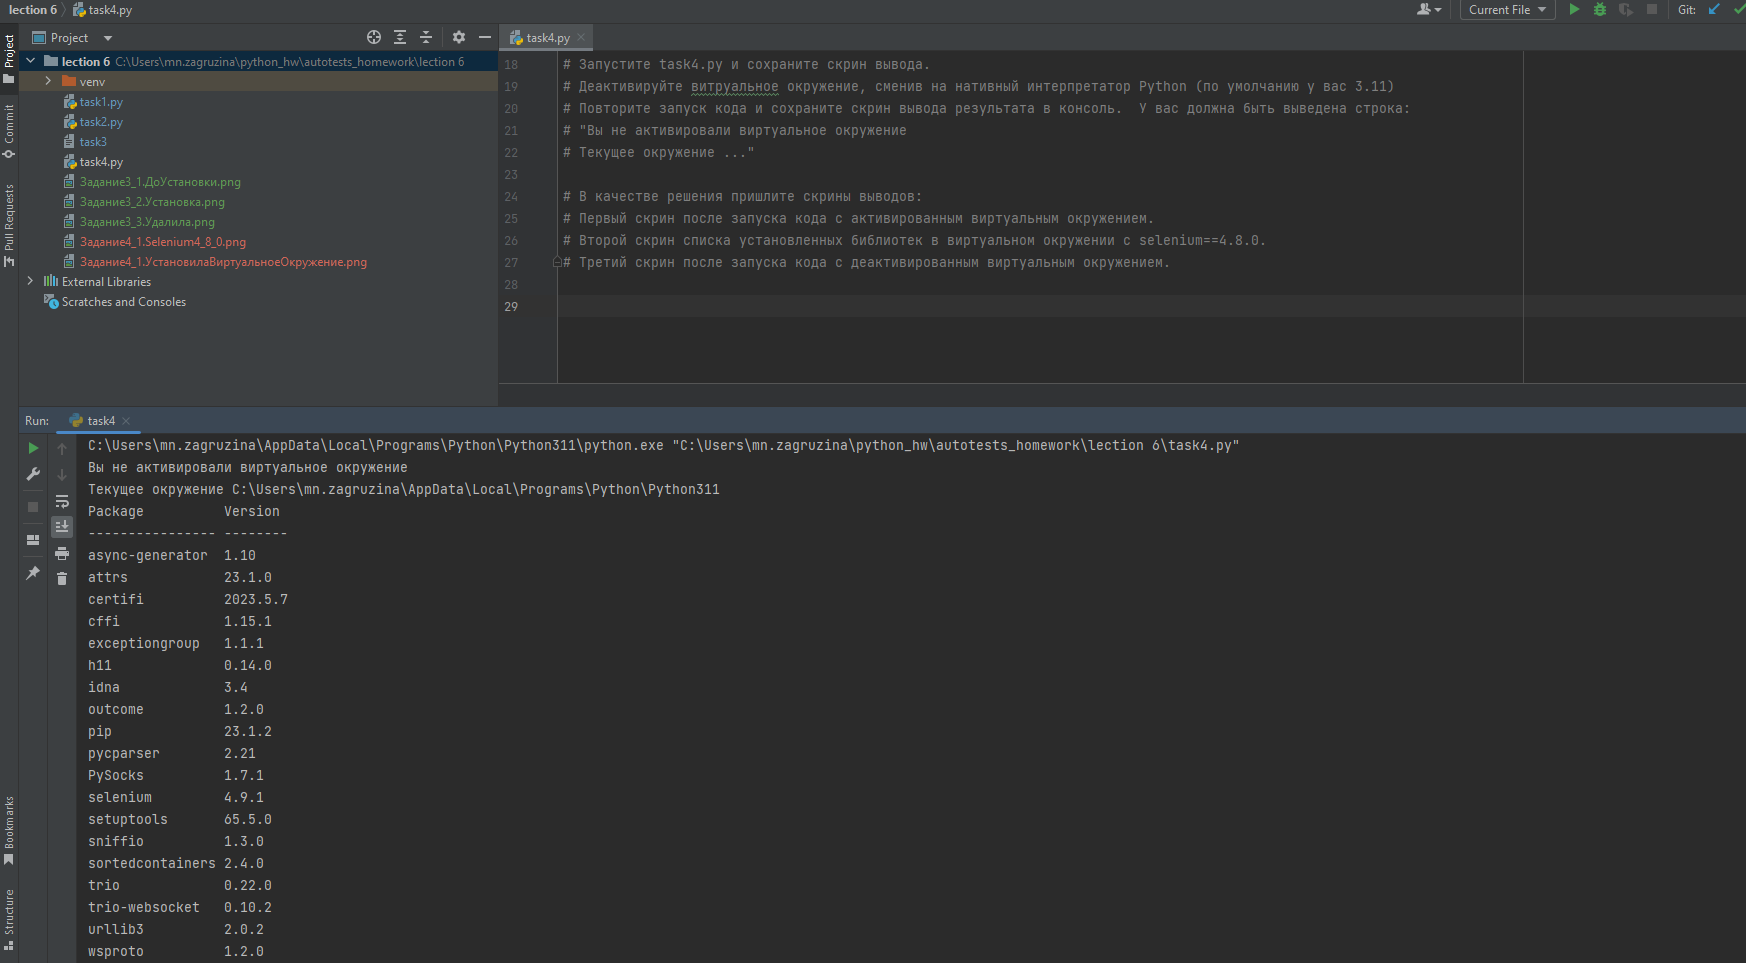 lection 6 task4.py
Current File Git:
Project
task4.py
lection 6 C:\Users\mn.zagruzina\python_hw\autotests_homework\lection 6
venv
task1.py
task2.py
task3
task4.py
Задание3_1.ДоУстановки.png
Задание3_2.Установка.png
Задание3_3.Удалила.png
Задание4_1.Selenium4_8_0.png
Задание4_1.УстановилаВиртуальноеОкружение.png
External Libraries
Scratches and Consoles
Project
Commit
Pull Requests
Bookmarks
Structure
18 # Запустите task4.py и сохраните скрин вывода.
19 # Деактивируйте витруальное окружение, сменив на нативный интерпретатор Python (по умолчанию у вас 3.11)
20 # Повторите запуск кода и сохраните скрин вывода результата в консоль.  У вас должна быть выведена строка:
21 # "Вы не активировали виртуальное окружение
22 # Текущее окружение ..."
23
24 # В качестве решения пришлите скрины выводов:
25 # Первый скрин после запуска кода с активированным виртуальным окружением.
26 # Второй скрин списка установленных библиотек в виртуальном окружении с selenium==4.8.0.
27 # Третий скрин после запуска кода с деактивированным виртуальным окружением.
28
29
Run: task4
C:\Users\mn.zagruzina\AppData\Local\Programs\Python\Python311\python.exe "C:\Users\mn.zagruzina\python_hw\autotests_homework\lection 6\task4.py"
Вы не активировали виртуальное окружение
Текущее окружение C:\Users\mn.zagruzina\AppData\Local\Programs\Python\Python311
Package          Version
---------------- --------
async-generator  1.10
attrs            23.1.0
certifi          2023.5.7
cffi             1.15.1
exceptiongroup   1.1.1
h11              0.14.0
idna             3.4
outcome          1.2.0
pip              23.1.2
pycparser        2.21
PySocks          1.7.1
selenium         4.9.1
setuptools       65.5.0
sniffio          1.3.0
sortedcontainers 2.4.0
trio             0.22.0
trio-websocket   0.10.2
urllib3          2.0.2
wsproto          1.2.0